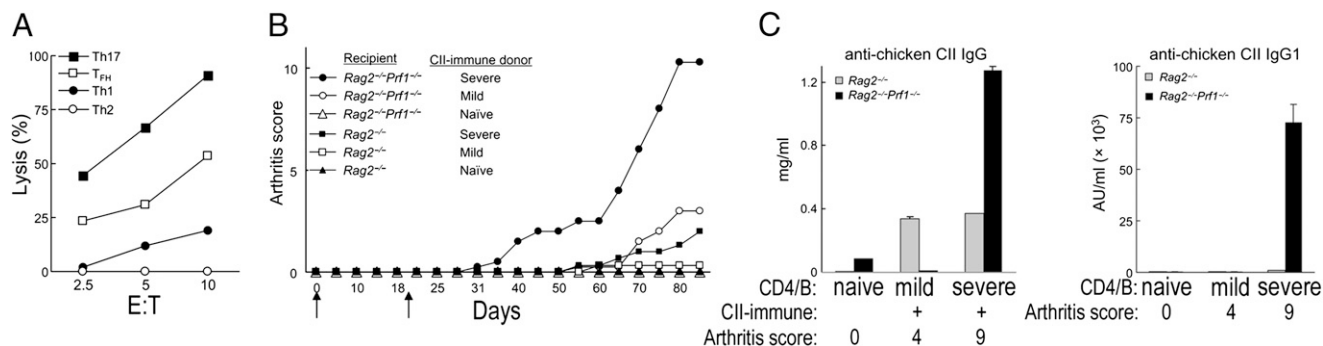 A
Th17
T_FH
Th1
Th2
100
75
50
25
0
Lysis (%)
2.5 5 10
E:T
B
Recipient CII-immune donor
Rag2−/−Prf1−/− Severe
Rag2−/−Prf1−/− Mild
Rag2−/−Prf1−/− Naïve
Rag2−/− Severe
Rag2−/− Mild
Rag2−/− Naïve
10
5
0
Arthritis score
0 10 18 25 31 40 50 60 70 80
Days
C
anti-chicken CII IgG
Rag2−/−
Rag2−/−Prf1−/−
1.2
0.8
0.4
0
mg/ml
CD4/B: naive mild severe
CII-immune: + +
Arthritis score: 0 4 9
anti-chicken CII IgG1
Rag2−/−
Rag2−/−Prf1−/−
100
75
50
25
0
AU/ml (× 10³)
CD4/B: naive mild severe
Arthritis score: 0 4 9